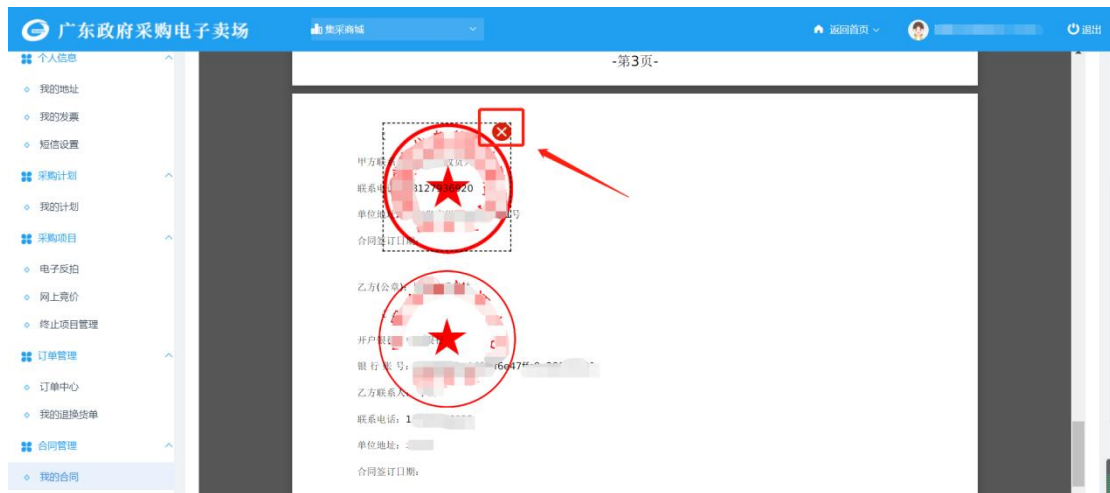 广东政府采购电子卖场
集采商城
返回首页
退出
个人信息
我的地址
我的发票
短信设置
采购计划
我的计划
采购项目
电子反拍
网上竞价
终止项目管理
订单管理
订单中心
我的退换货单
合同管理
我的合同
-第3页-
甲方联
联系电
单位地
号
合同签订日期
乙方(公章):
开户银行
银 行 账 号:
乙方联系人:
联系电话: 1
单位地址:
合同签订日期: